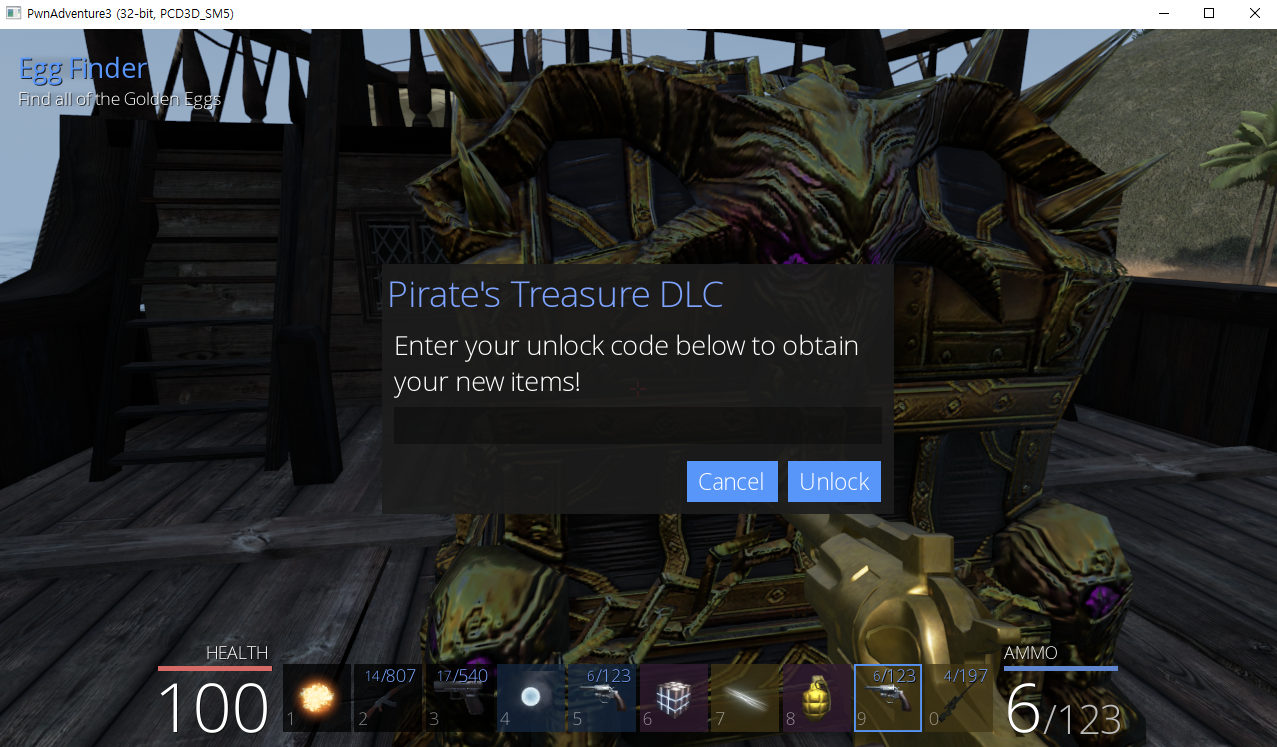 PwnAdventure3 (32-bit, PCD3D_SM5)
Egg Finder
Find all of the Golden Eggs
Pirate's Treasure DLC
Enter your unlock code below to obtain
your new items!
Cancel Unlock
HEALTH
100
1
14/807
2
17/540
3
4
6/123
5
6
7
8
6/123
9
4/197
0
AMMO
6/123